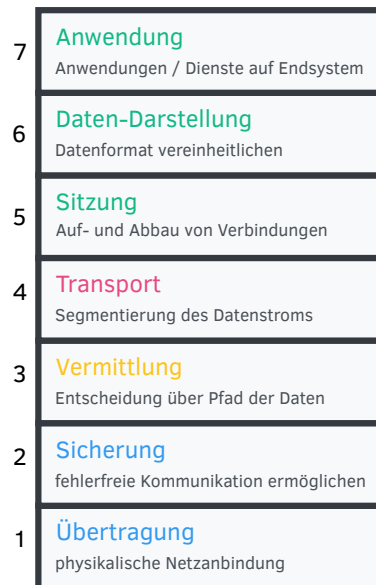 7
Anwendung
Anwendungen / Dienste auf Endsystem
6
Daten-Darstellung
Datenformat vereinheitlichen
5
Sitzung
Auf- und Abbau von Verbindungen
4
Transport
Segmentierung des Datenstroms
3
Vermittlung
Entscheidung über Pfad der Daten
2
Sicherung
fehlerfreie Kommunikation ermöglichen
1
Übertragung
physikalische Netzanbindung